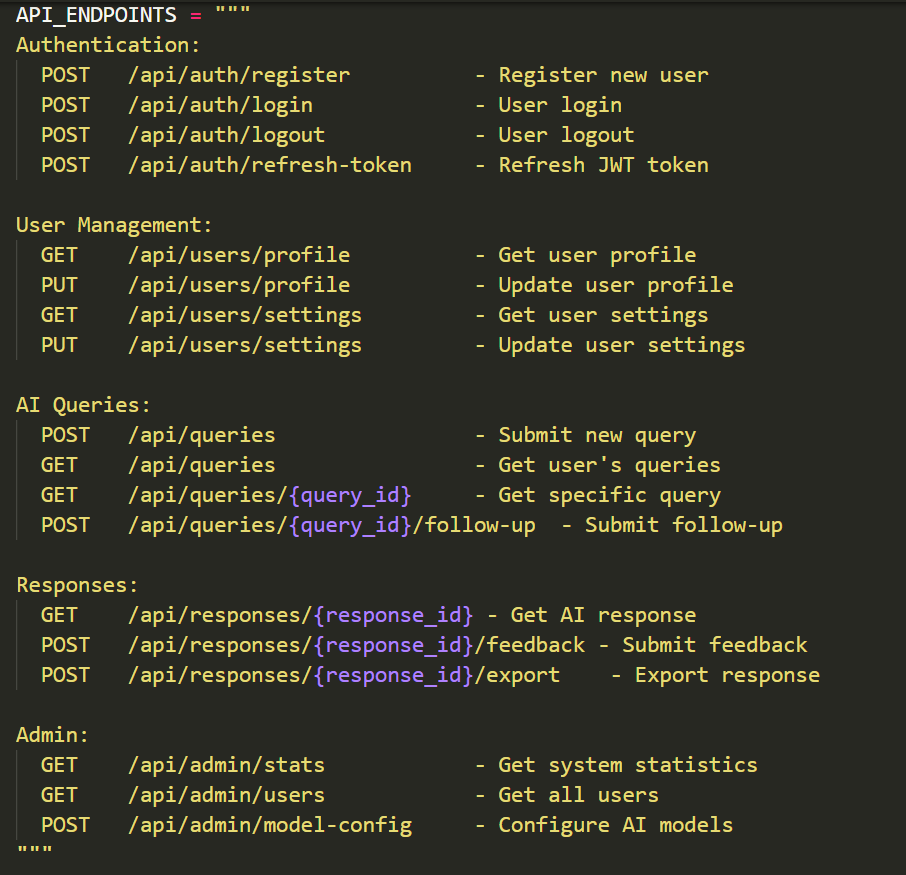 API_ENDPOINTS = """
Authentication:
  POST   /api/auth/register          - Register new user
  POST   /api/auth/login             - User login
  POST   /api/auth/logout            - User logout
  POST   /api/auth/refresh-token     - Refresh JWT token

User Management:
  GET    /api/users/profile          - Get user profile
  PUT    /api/users/profile          - Update user profile
  GET    /api/users/settings         - Get user settings
  PUT    /api/users/settings         - Update user settings

AI Queries:
  POST   /api/queries                - Submit new query
  GET    /api/queries                - Get user's queries
  GET    /api/queries/{query_id}     - Get specific query
  POST   /api/queries/{query_id}/follow-up  - Submit follow-up

Responses:
  GET    /api/responses/{response_id} - Get AI response
  POST   /api/responses/{response_id}/feedback - Submit feedback
  POST   /api/responses/{response_id}/export    - Export response

Admin:
  GET    /api/admin/stats            - Get system statistics
  GET    /api/admin/users            - Get all users
  POST   /api/admin/model-config     - Configure AI models
"""